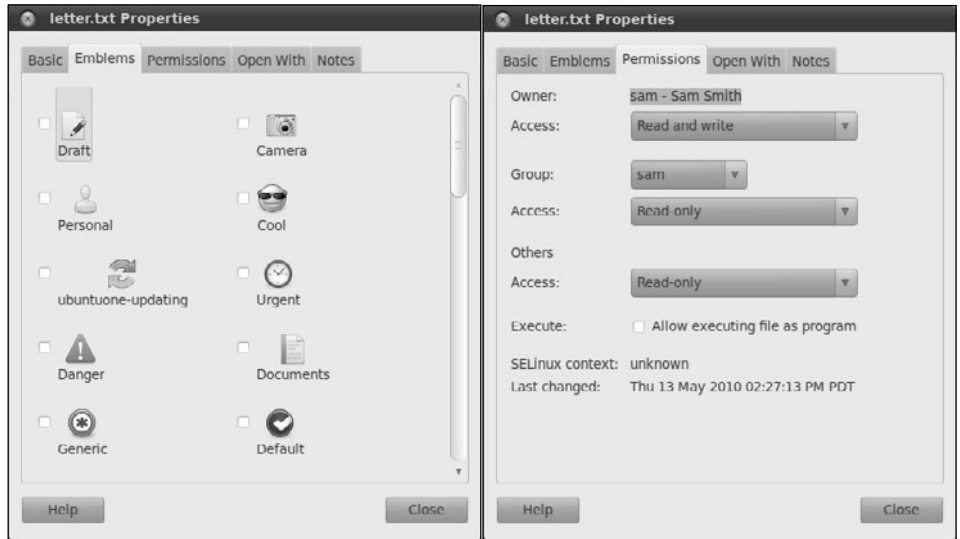 letter.txt Properties
Basic Emblems Permissions Open With Notes
Draft
Camera
Personal
Cool
ubuntuone-updating
Urgent
Danger
Documents
Generic
Default
Help
Close
letter.txt Properties
Basic Emblems Permissions Open With Notes
Owner: sam - Sam Smith
Access: Read and write
Group: sam
Access: Read-only
Others
Access: Read-only
Execute: Allow executing file as program
SELinux context: unknown
Last changed: Thu 13 May 2010 02:27:13 PM PDT
Help
Close